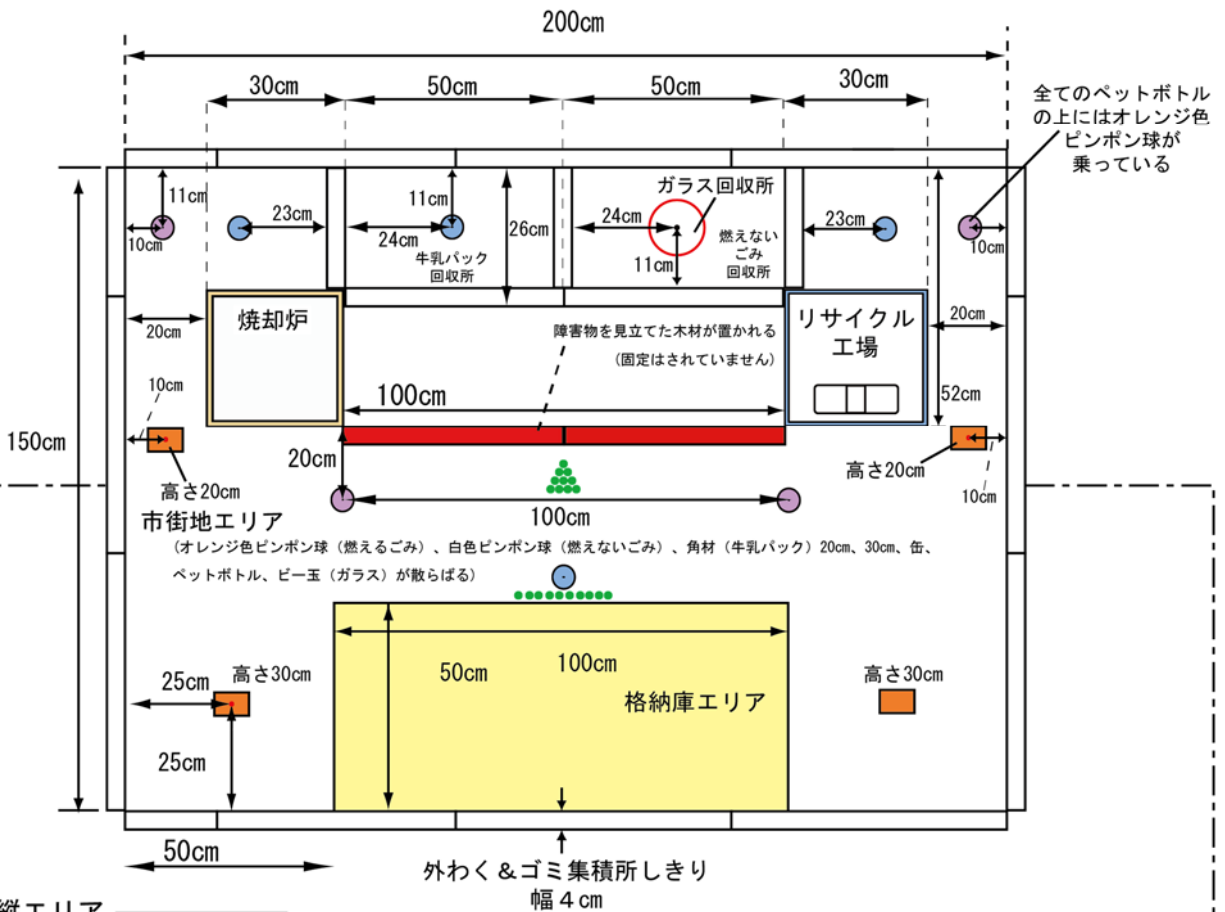 200cm
30cm
50cm
50cm
30cm
全てのペットボトル
の上にはオレンジ色
ピンポン球が
乗っている
11cm
11cm
ガラス回収所
10cm
23cm
24cm
26cm
24cm
23cm
10cm
牛乳パック
回収所
11cm
燃えない
ごみ
回収所
20cm
焼却炉
障害物を見立てた木材が置かれる
(固定はされていません)
リサイクル
工場
20cm
10cm
100cm
52cm
150cm
20cm
高さ20cm
高さ20cm
10cm
100cm
市街地エリア
(オレンジ色ピンポン球(燃えるごみ)、白色ピンポン球(燃えないごみ)、角材(牛乳パック)20cm、30cm、缶、
ペットボトル、ビー玉(ガラス)が散らばる)
25cm
高さ30cm
50cm
100cm
高さ30cm
格納庫エリア
25cm
50cm
外わく&ゴミ集積所しきり
幅4cm
縦エリア